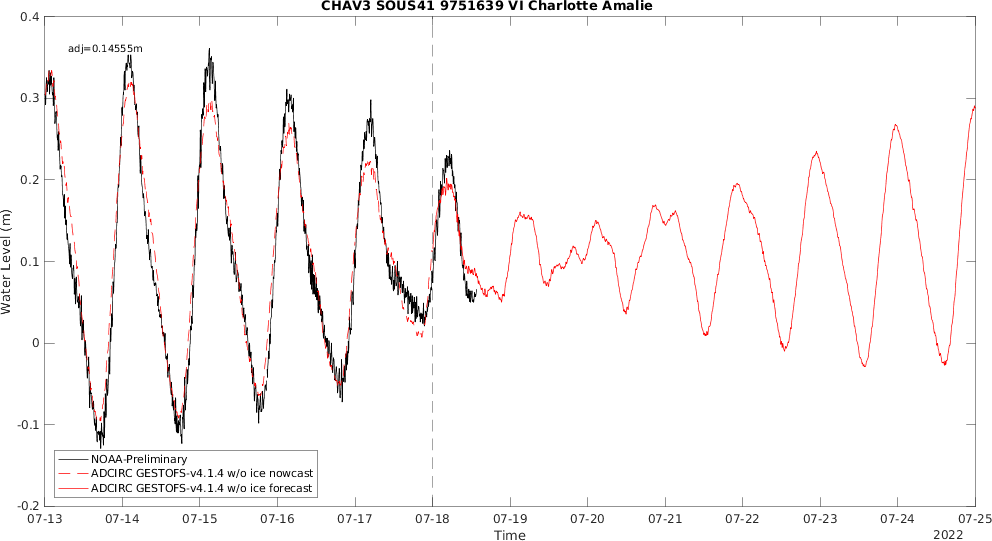 CHAV3 SOUS41 9751639 VI Charlotte Amalie
adj=0.14555m
Water Level (m)
0.4
0.3
0.2
0.1
0
-0.1
-0.2
NOAA-Preliminary
ADCIRC GESTOFS-v4.1.4 w/o ice nowcast
ADCIRC GESTOFS-v4.1.4 w/o ice forecast
07-13 07-14 07-15 07-16 07-17 07-18 07-19 07-20 07-21 07-22 07-23 07-24 07-25
Time
2022